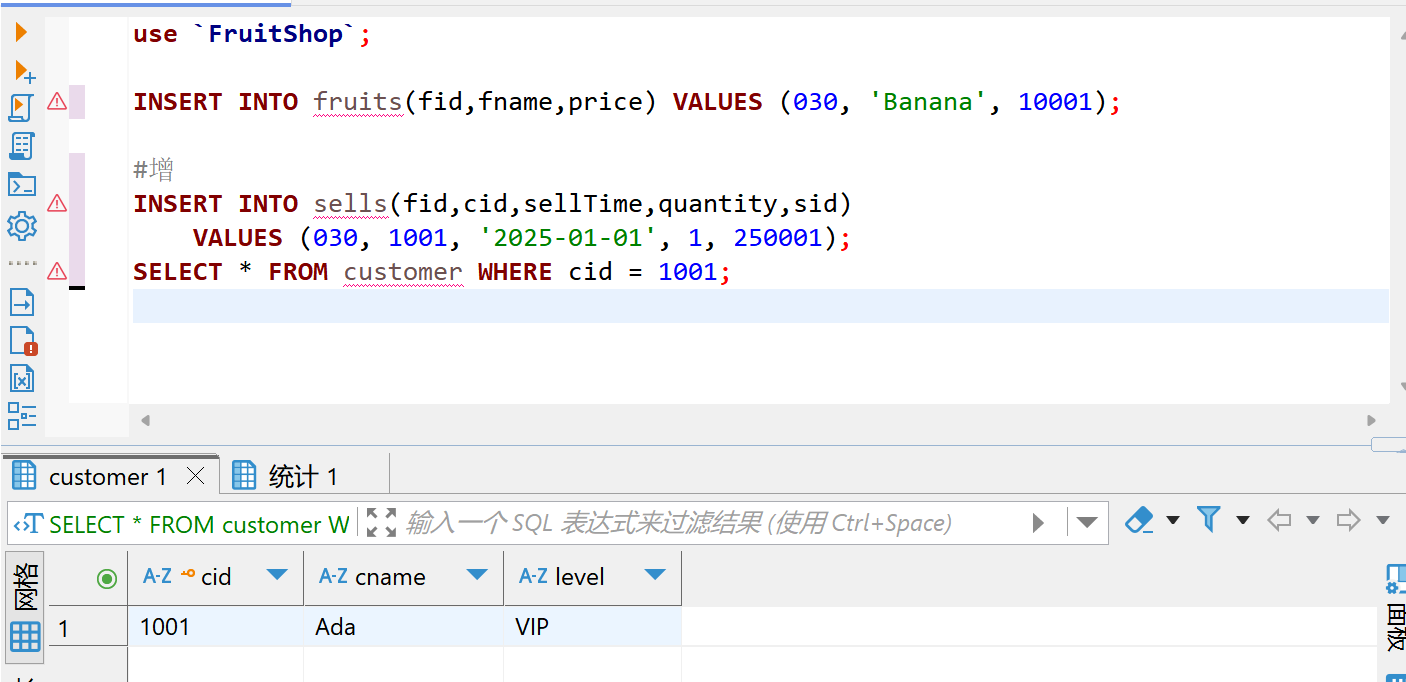 use `FruitShop`;
INSERT INTO fruits(fid,fname,price) VALUES (030, 'Banana', 10001);
#增
INSERT INTO sells(fid,cid,sellTime,quantity,sid)
VALUES (030, 1001, '2025-01-01', 1, 250001);
SELECT * FROM customer WHERE cid = 1001;
customer 1
统计 1
SELECT * FROM customer W
输入一个 SQL 表达式来过滤结果 (使用 Ctrl+Space)
网格
A-Z cid A-Z cname A-Z level
1 1001 Ada VIP
面板